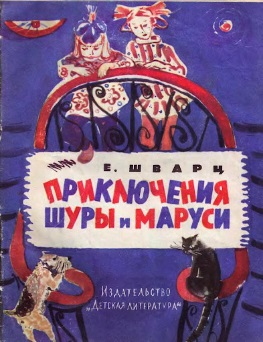 Е. ШВАРЦ
ПРИКЛЮЧЕНИЯ
ШУРЫ и МАРУСИ
ИЗДАТЕЛЬСТВО
„ДЕТСКАЯ ЛИТЕРАТУРА“